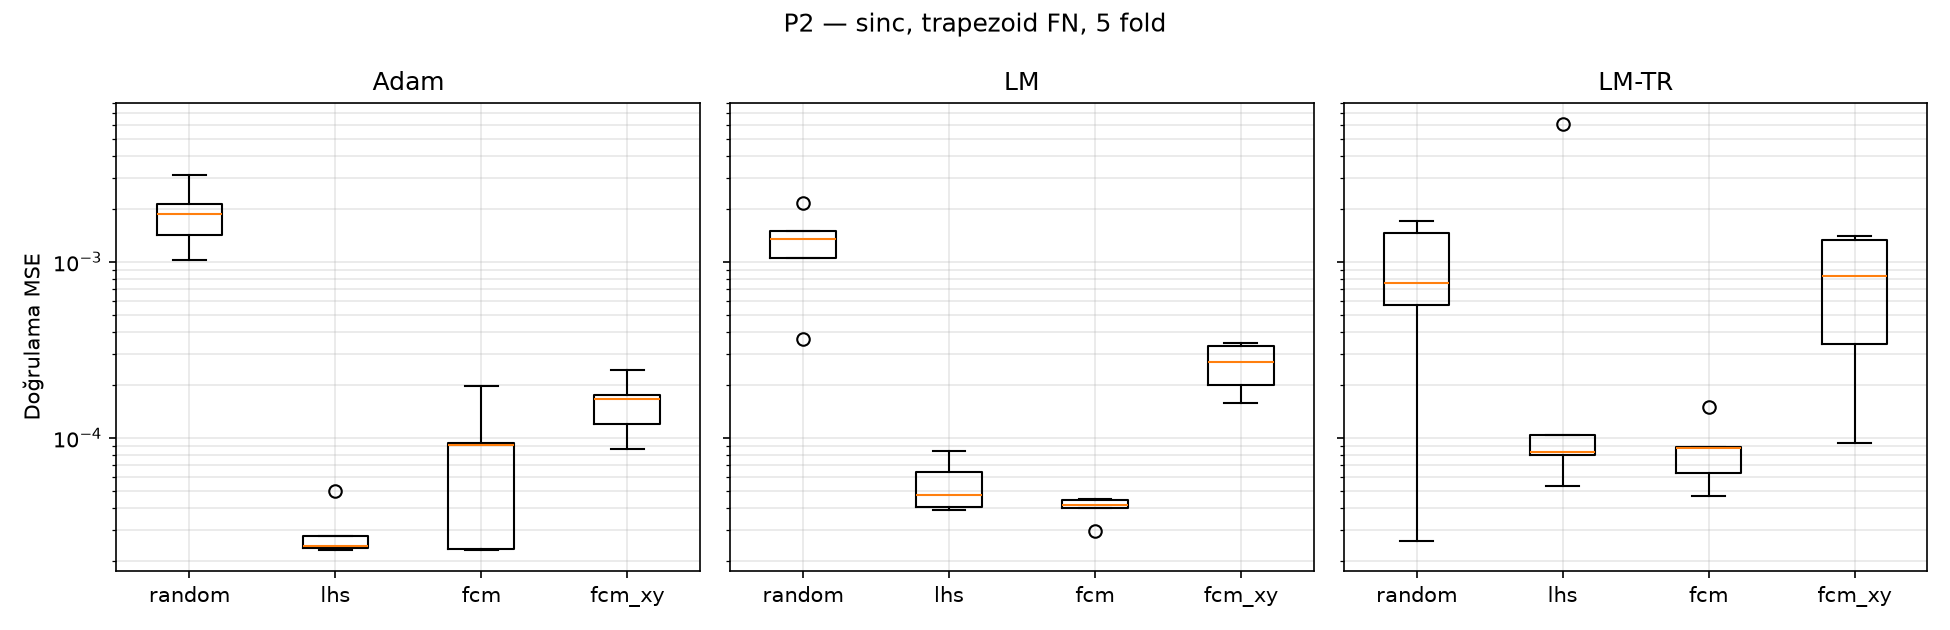 P2 — sinc, trapezoid FN, 5 fold
Adam
LM
LM-TR
Doğrulama MSE
10⁻³
10⁻⁴
random lhs fcm fcm_xy
random lhs fcm fcm_xy
random lhs fcm fcm_xy